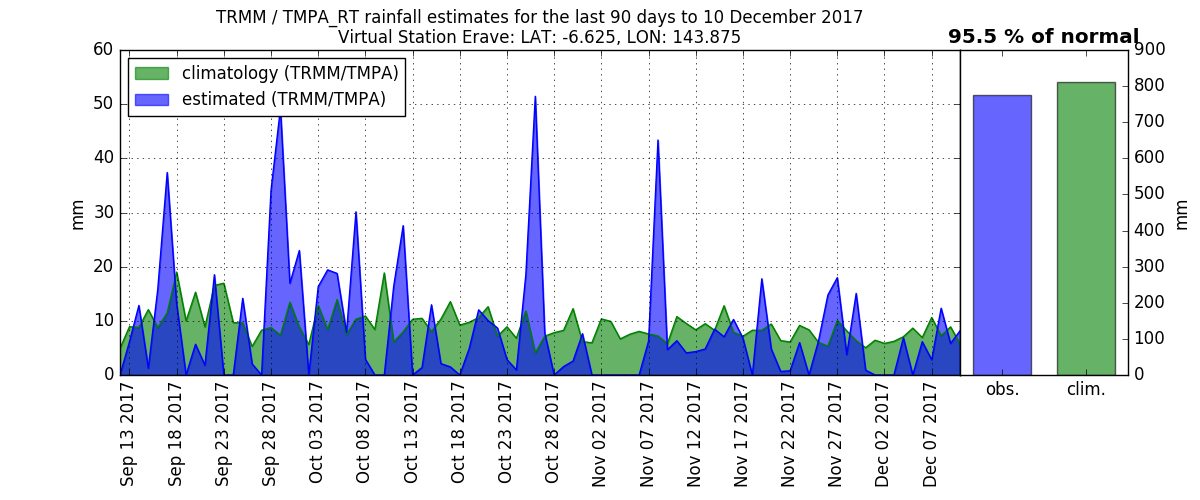 TRMM / TMPA_RT rainfall estimates for the last 90 days to 10 December 2017
Virtual Station Erave: LAT: -6.625, LON: 143.875
95.5 % of normal
climatology (TRMM/TMPA)
estimated (TRMM/TMPA)
60
50
40
30
20
10
0
mm
Sep 13 2017
Sep 18 2017
Sep 23 2017
Sep 28 2017
Oct 03 2017
Oct 08 2017
Oct 13 2017
Oct 18 2017
Oct 23 2017
Oct 28 2017
Nov 02 2017
Nov 07 2017
Nov 12 2017
Nov 17 2017
Nov 22 2017
Nov 27 2017
Dec 02 2017
Dec 07 2017
obs.
clim.
900
800
700
600
500
400
300
200
100
0
mm